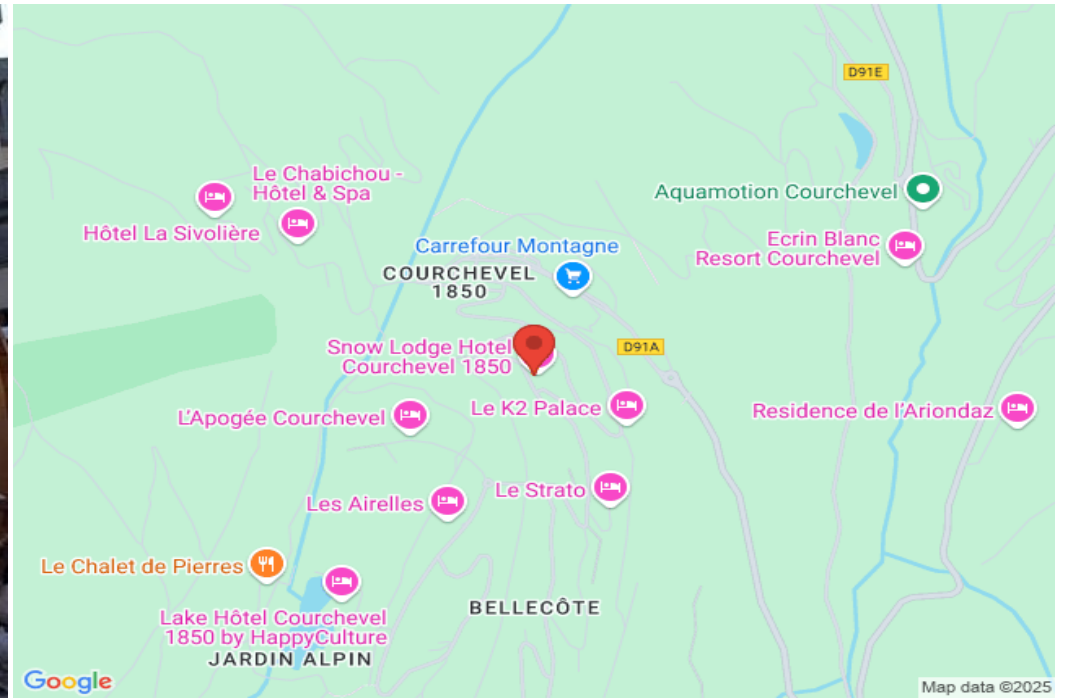 D91E
Le Chabichou -
Hôtel & Spa
Aquamotion Courchevel
Hôtel La Sivolière
Ecrin Blanc
Resort Courchevel
Carrefour Montagne
COURCHEVEL
1850
Snow Lodge Hotel
Courchevel 1850
D91A
L'Apogée Courchevel
Le K2 Palace
Residence de l'Ariondaz
Les Airelles
Le Strato
Le Chalet de Pierres
BELLECÔTE
Lake Hôtel Courchevel
1850 by HappyCulture
JARDIN ALPIN
Google
Map data ©2025